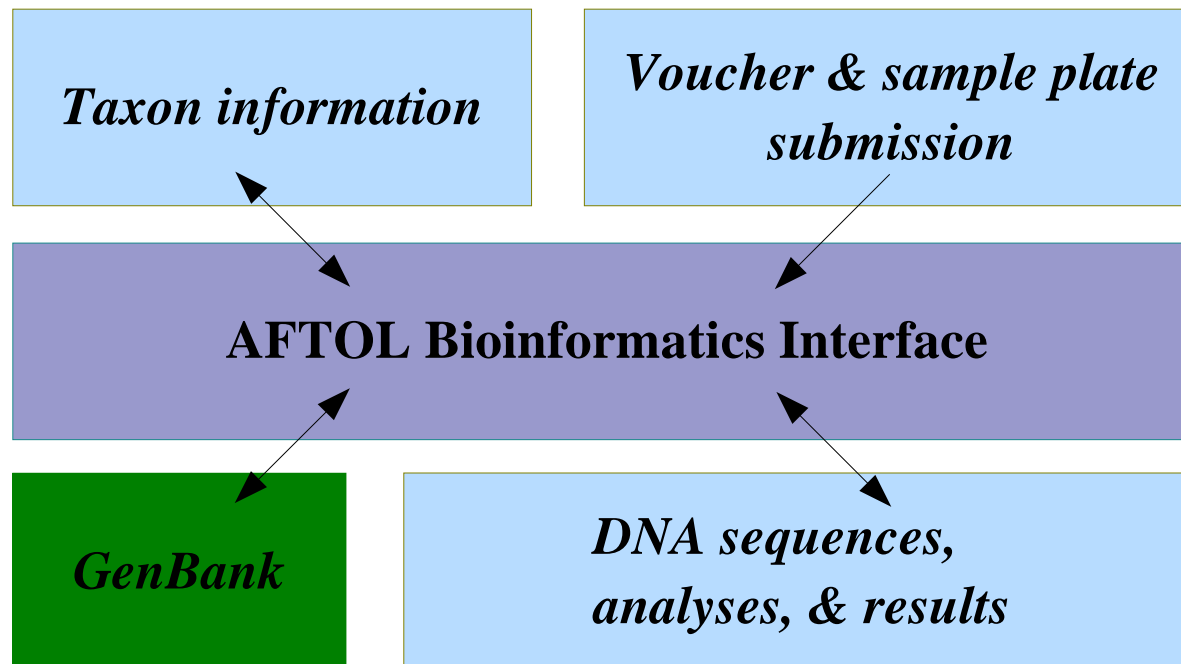 Taxon information
Voucher & sample plate
submission
AFTOL Bioinformatics Interface
GenBank
DNA sequences,
analyses, & results